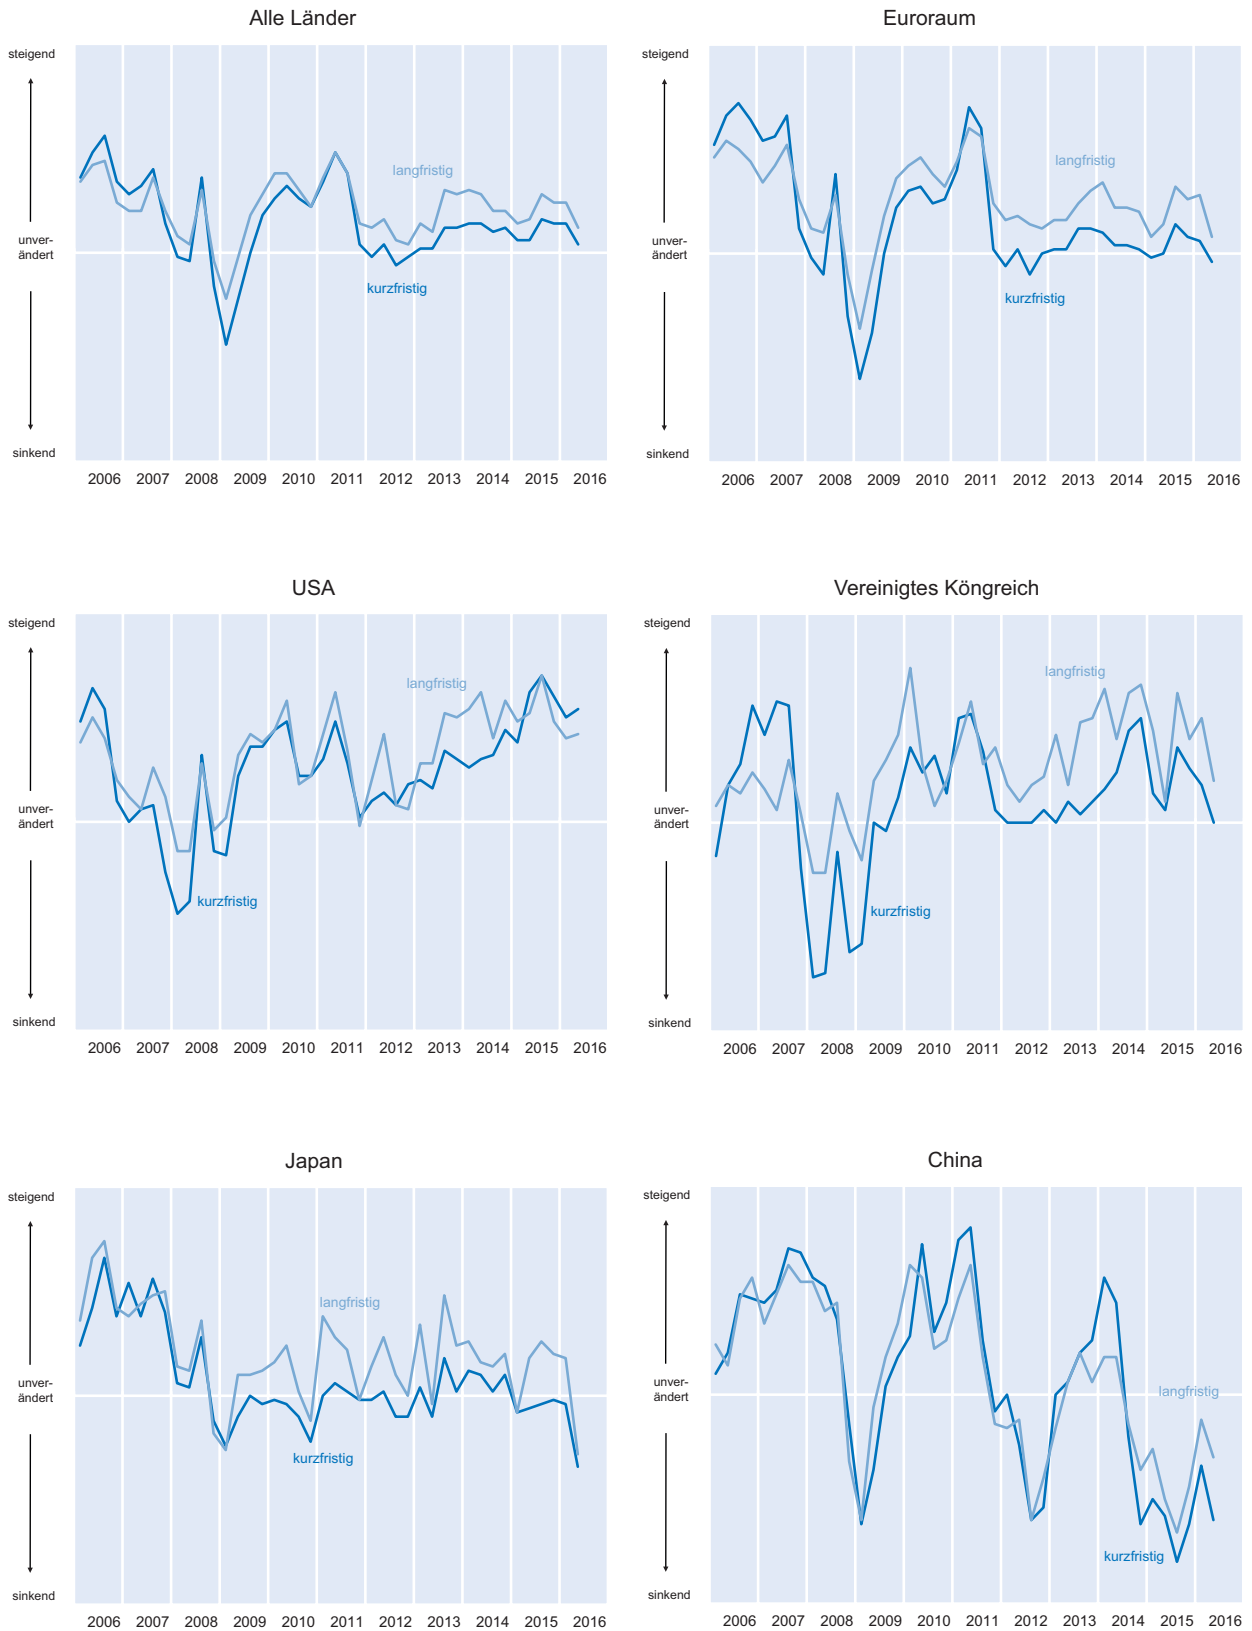 Alle Länder
steigend
langfristig
unver-
ändert
kurzfristig
sinkend
2006 2007 2008 2009 2010 2011 2012 2013 2014 2015 2016
Euroraum
steigend
langfristig
unver-
ändert
kurzfristig
sinkend
2006 2007 2008 2009 2010 2011 2012 2013 2014 2015 2016
USA
steigend
langfristig
unver-
ändert
kurzfristig
sinkend
2006 2007 2008 2009 2010 2011 2012 2013 2014 2015 2016
Vereinigtes Köngreich
steigend
langfristig
unver-
ändert
kurzfristig
sinkend
2006 2007 2008 2009 2010 2011 2012 2013 2014 2015 2016
Japan
steigend
langfristig
unver-
ändert
kurzfristig
sinkend
2006 2007 2008 2009 2010 2011 2012 2013 2014 2015 2016
China
steigend
unver-
ändert
langfristig
kurzfristig
sinkend
2006 2007 2008 2009 2010 2011 2012 2013 2014 2015 2016